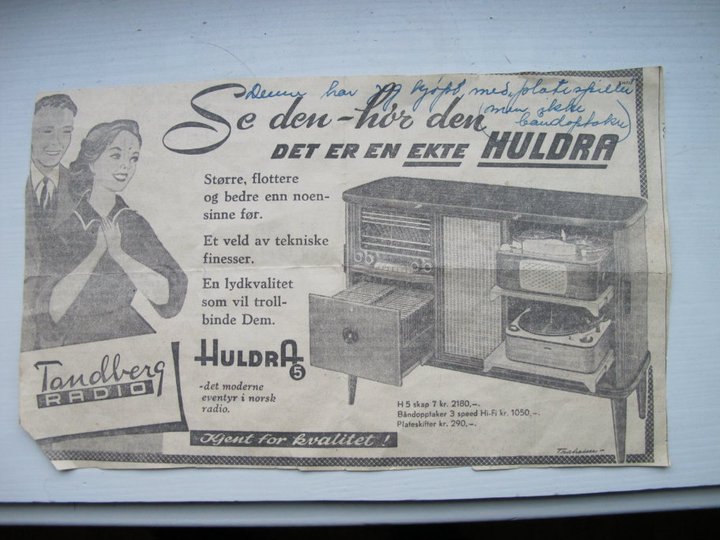 Denne har jeg kjøpt, med platespiller
(men ikke
båndopptaker)
Se den - hør den
DET ER EN EKTE HULDRA
Større, flottere
og bedre enn noen-
sinne før.
Et veld av tekniske
finesser.
En lydkvalitet
som vil troll-
binde Dem.
HULDRA 5
-det moderne
eventyr i norsk
radio.
Tandberg
RADIO
Kjent for kvalitet!
H 5 skap 7 kr. 2180,-.
Båndopptaker 3 speed Hi-Fi kr. 1050,-.
Plateskifter kr. 290,-.